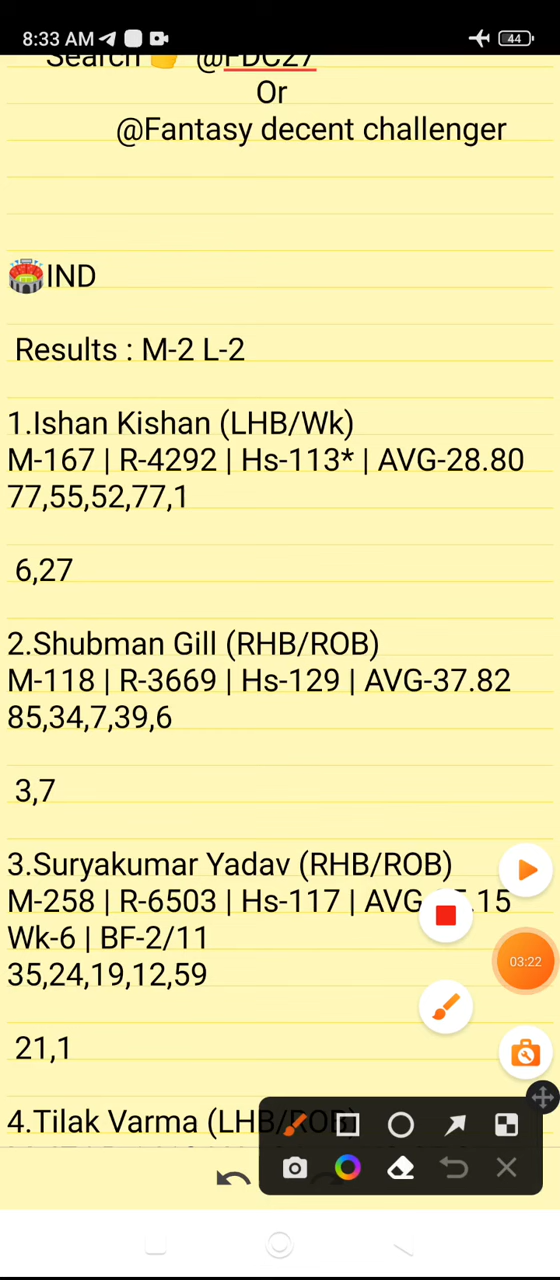 8:33 AM
44
Search @FDC27
Or
@Fantasy decent challenger
IND
Results : M-2 L-2
1.Ishan Kishan (LHB/Wk)
M-167 | R-4292 | Hs-113* | AVG-28.80
77,55,52,77,1
6,27
2.Shubman Gill (RHB/ROB)
M-118 | R-3669 | Hs-129 | AVG-37.82
85,34,7,39,6
3,7
3.Suryakumar Yadav (RHB/ROB)
M-258 | R-6503 | Hs-117 | AVG .15
Wk-6 | BF-2/11
03:22
35,24,19,12,59
21,1
4.Tilak Varma (LHB/ROB)